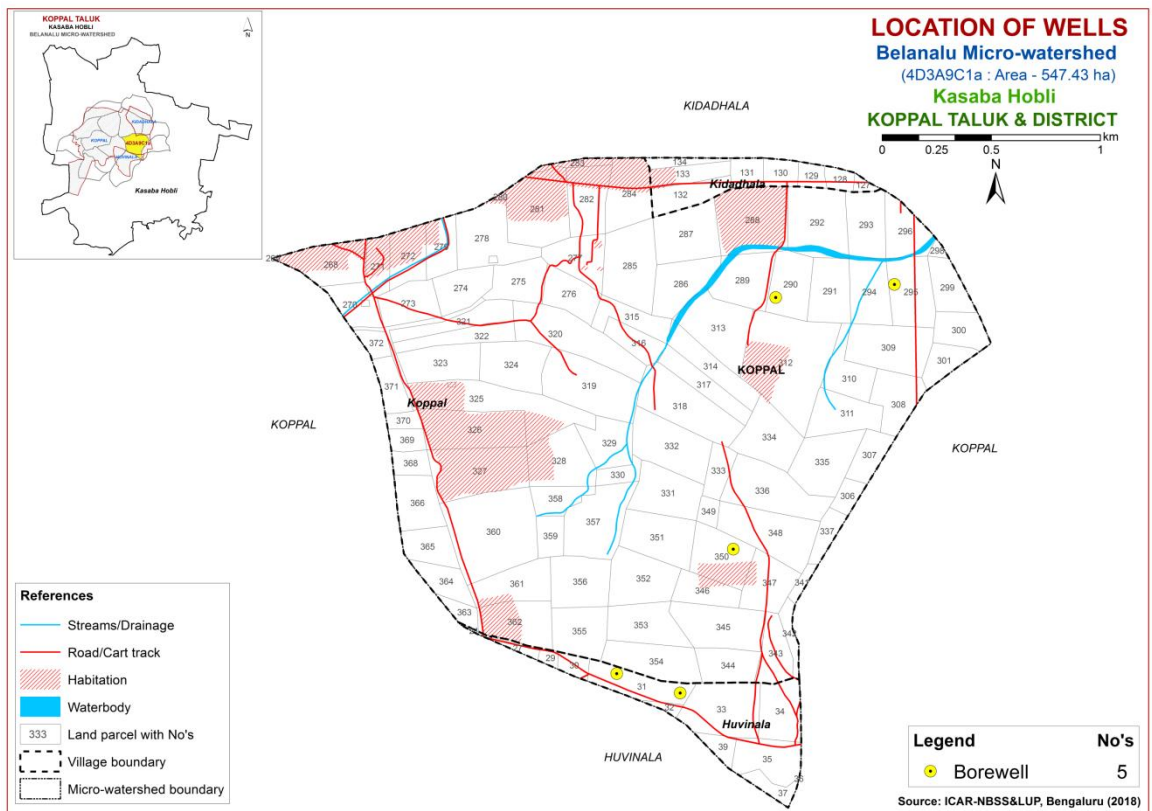 KOPPAL TALUK
KASABA HOBLI
BELANALU MICRO-WATERSHED
N
KIDADHALA
KOPPAL
4D3A9C1a
HUVINALA
Kasaba Hobli
LOCATION OF WELLS
Belanalu Micro-watershed
(4D3A9C1a : Area - 547.43 ha)
Kasaba Hobli
KOPPAL TALUK & DISTRICT
km
0 0.25 0.5 1
N
KIDADHALA
134
283 133 131 130 129 128 127
Kidadhala
280 281 282 284 132
288 292 293 296
278 287
279 298
272 271 268
277 285
286 289 290 291 294 295 299
274 275 276
270 273
315 313 300
321 320
322 316
372 309 301
323 324 314 312
KOPPAL
371 319 317 310
Koppal 325 318 311 308
KOPPAL
370 326 334
KOPPAL
369 329 332
368 327 328 330 333 335 307
366 358 331 336 306
357 349
360 359 351 348 337
365 350
364 361 356 352 346 347 341
363 362 355 353 345 342
29 30 354 344 343
31
32 33 34
Huvinala
39 35
HUVINALA
37
References
Streams/Drainage
Road/Cart track
Habitation
Waterbody
333 Land parcel with No's
Village boundary
Micro-watershed boundary
Legend No's
Borewell 5
Source: ICAR-NBSS&LUP, Bengaluru (2018)